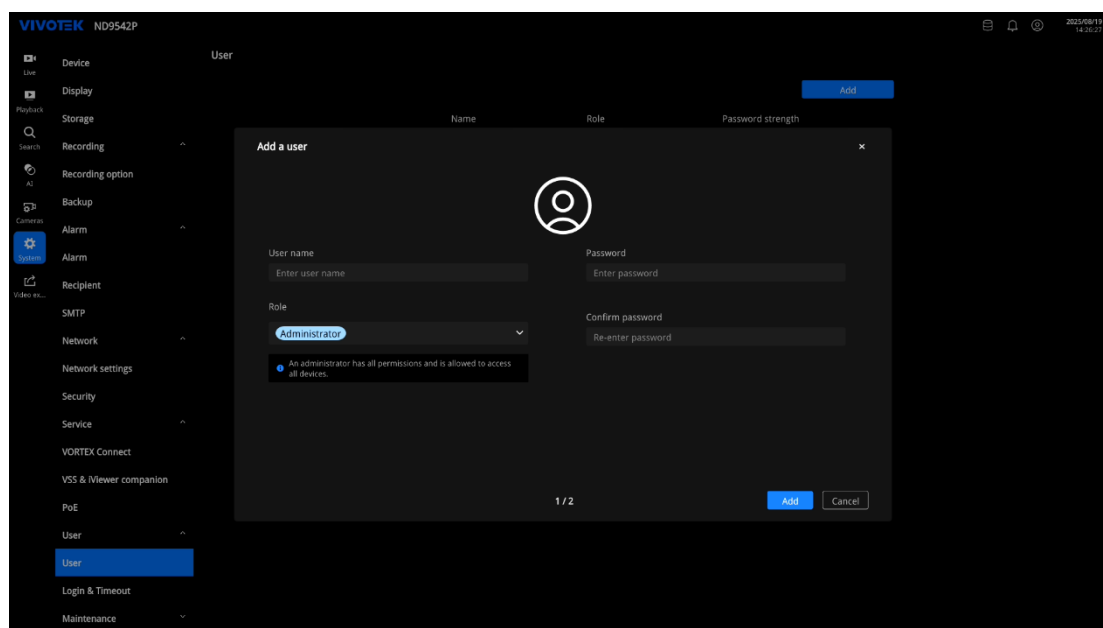 VIVOTEK ND9542P
2025/08/19
14:26:27
Live
Playback
Search
AI
Cameras
System
Video ex...
Device
Display
Storage
Recording
Recording option
Backup
Alarm
Alarm
Recipient
SMTP
Network
Network settings
Security
Service
VORTEX Connect
VSS & iViewer companion
PoE
User
User
Login & Timeout
Maintenance
User
Add
Name Role Password strength
Add a user
×
User name
Enter user name
Password
Enter password
Role
Administrator
An administrator has all permissions and is allowed to access
all devices.
Confirm password
Re-enter password
1 / 2
Add Cancel